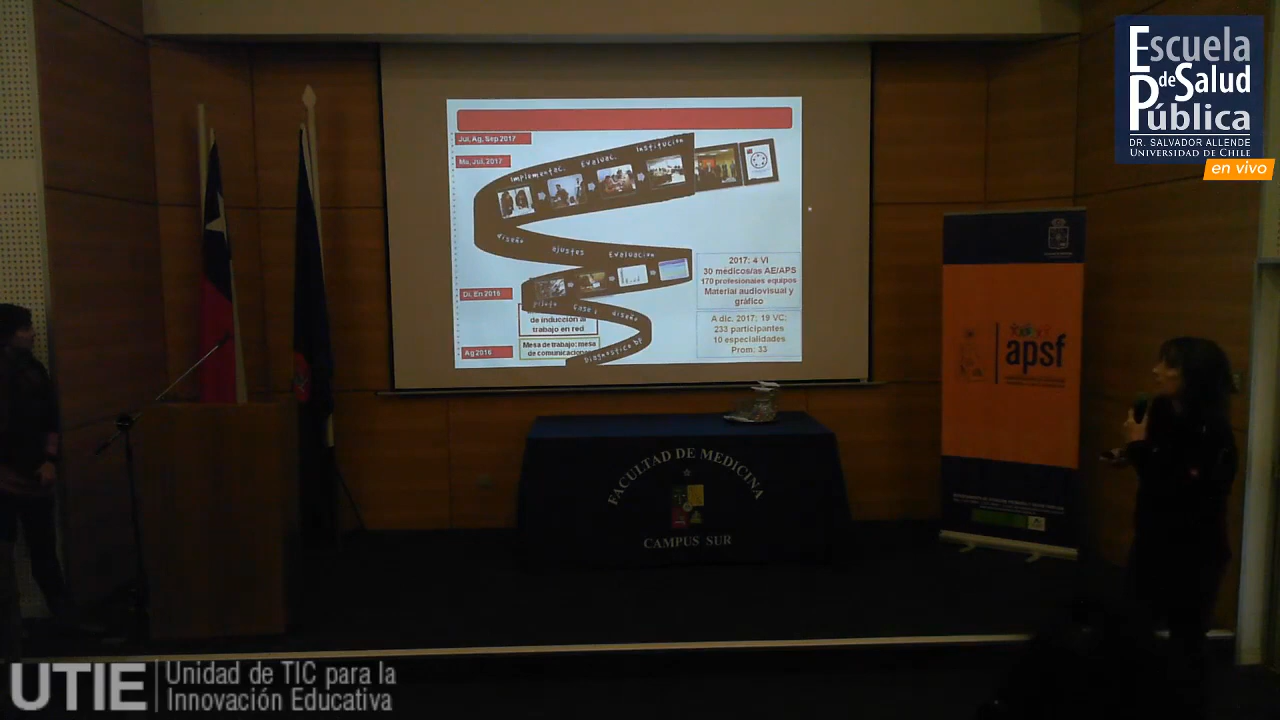 Escuela
de Salud
Pública
DR. SALVADOR ALLENDE
UNIVERSIDAD DE CHILE
en vivo
Jul, Ag, Sep 2017
Ma, Jul, 2017
Implementac. Evaluac. Institución
diseño ajustes Evaluación
Di, En 2016
piloto diseño
Ag 2016
de inducción al
trabajo en red
Mesa de trabajo: mesa
de comunicación
2017: 4 VI
30 médicos/as AE/APS
170 profesionales equipos
Material audiovisual y
gráfico
A dic. 2017: 19 VC:
233 participantes
10 especialidades
Prom: 33
apsf
FACULTAD DE MEDICINA
CAMPUS SUR
UTIE
Unidad de TIC para la
Innovación Educativa